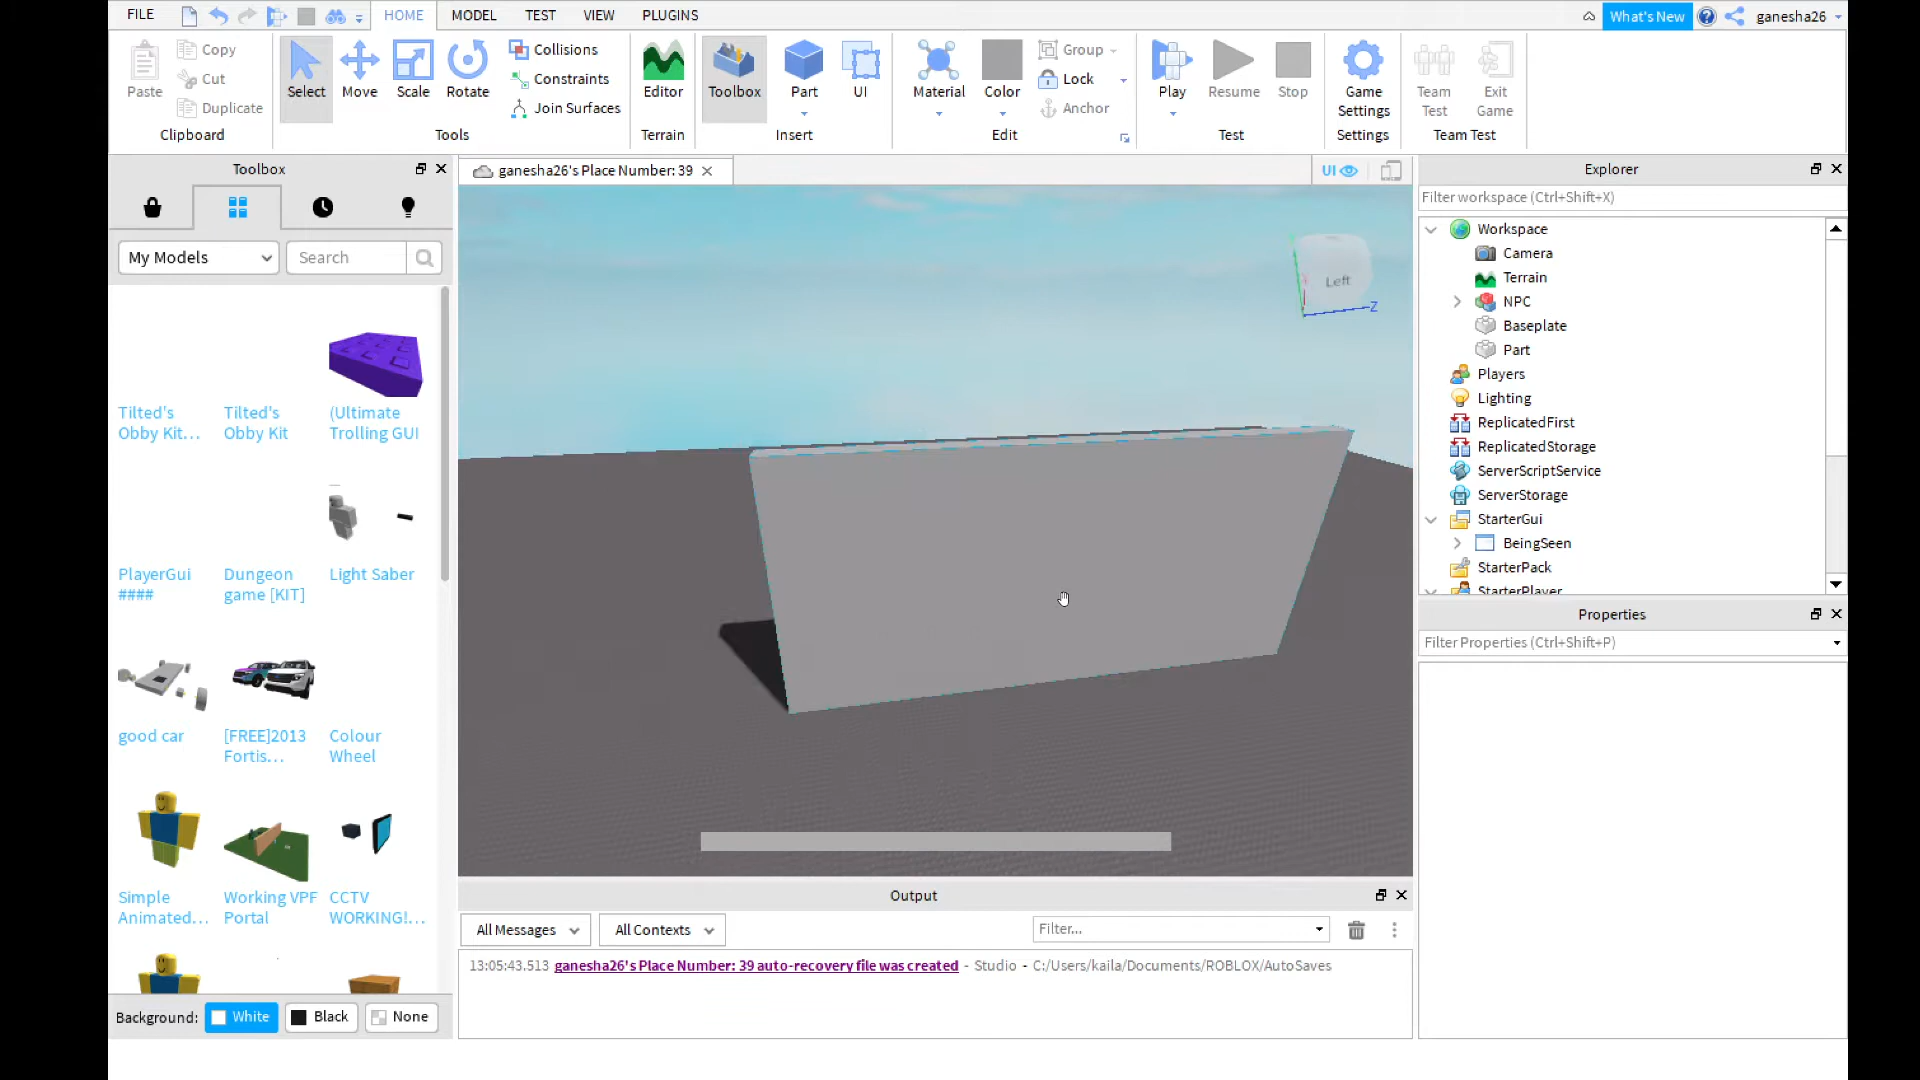 FILE
HOME
MODEL
TEST
VIEW
PLUGINS
What's New
ganesha26
Paste
Copy
Cut
Duplicate
Clipboard
Select
Move
Scale
Rotate
Collisions
Constraints
Join Surfaces
Tools
Editor
Terrain
Toolbox
Part
UI
Insert
Material
Color
Group
Lock
Anchor
Edit
Play
Resume
Stop
Test
Game
Settings
Settings
Team
Test
Exit
Game
Team Test
Toolbox
My Models
Search
Tilted's
Obby Kit...
Tilted's
Obby Kit
(Ultimate
Trolling GUI
PlayerGui
####
Dungeon
game [KIT]
Light Saber
good car
[FREE]2013
Fortis...
Colour
Wheel
Simple
Animated...
Working VPF
Portal
CCTV
WORKING!...
Background:
White
Black
None
ganesha26's Place Number: 39
UI
Left
Z
Output
All Messages
All Contexts
Filter...
13:05:43.513 ganesha26's Place Number: 39 auto-recovery file was created - Studio - C:/Users/kaila/Documents/ROBLOX/AutoSaves
Explorer
Filter workspace (Ctrl+Shift+X)
Workspace
Camera
Terrain
NPC
Baseplate
Part
Players
Lighting
ReplicatedFirst
ReplicatedStorage
ServerScriptService
ServerStorage
StarterGui
BeingSeen
StarterPack
StarterPlayer
Properties
Filter Properties (Ctrl+Shift+P)